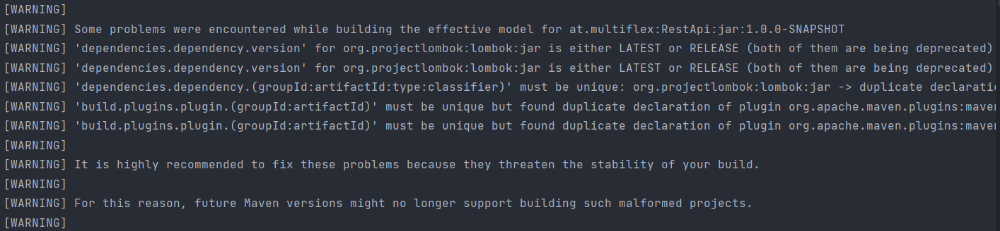 [WARNING]
[WARNING] Some problems were encountered while building the effective model for at.multiflex:RestApi:jar:1.0.0-SNAPSHOT
[WARNING] 'dependencies.dependency.version' for org.projectlombok:lombok:jar is either LATEST or RELEASE (both of them are being deprecated)
[WARNING] 'dependencies.dependency.version' for org.projectlombok:lombok:jar is either LATEST or RELEASE (both of them are being deprecated)
[WARNING] 'dependencies.dependency.(groupId:artifactId:type:classifier)' must be unique: org.projectlombok:lombok:jar -> duplicate
[WARNING] 'build.plugins.plugin.(groupId:artifactId)' must be unique but found duplicate declaration of plugin org.apache.maven.plugins:maven
[WARNING] 'build.plugins.plugin.(groupId:artifactId)' must be unique but found duplicate declaration of plugin org.apache.maven.plugins:maven
[WARNING]
[WARNING] It is highly recommended to fix these problems because they threaten the stability of your build.
[WARNING]
[WARNING] For this reason, future Maven versions might no longer support building such malformed projects.
[WARNING]